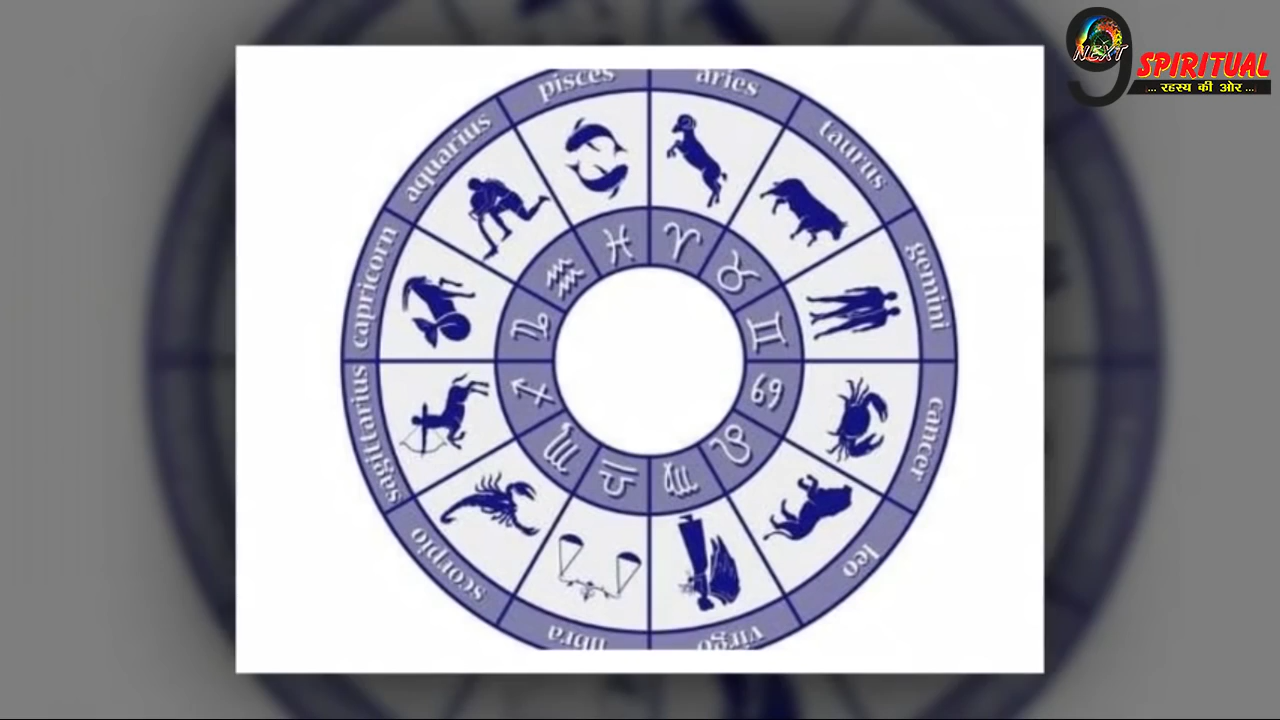 NEXT
9
SPIRITUAL
... रहस्य की ओर ...
pisces
aries
aquarius
taurus
capricorn
gemini
sagittarius
cancer
scorpio
leo
libra
virgo